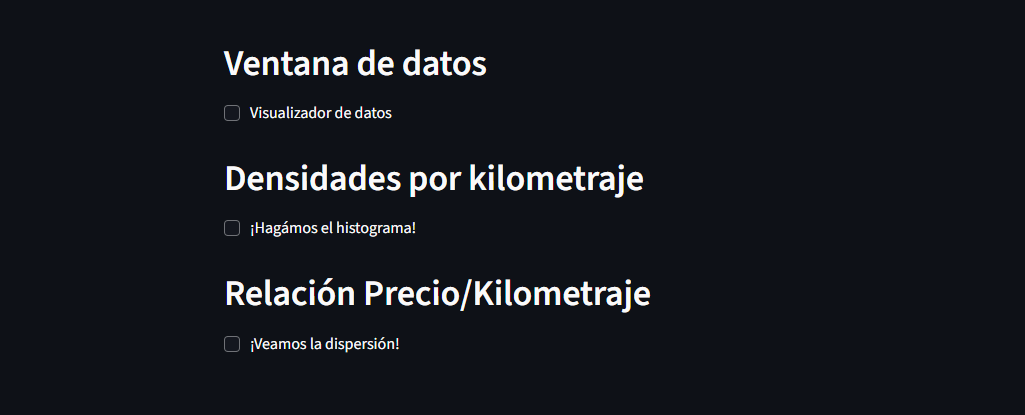 Ventana de datos
Visualizador de datos
Densidades por kilometraje
¡Hagámos el histograma!
Relación Precio/Kilometraje
¡Veamos la dispersión!